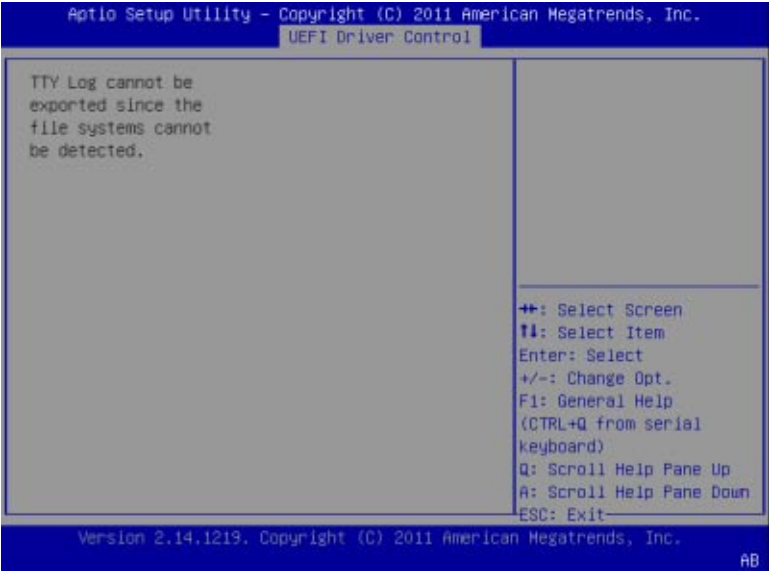 Aptio Setup Utility – Copyright (C) 2011 American Megatrends, Inc.
UEFI Driver Control
TTY Log cannot be
exported since the
file systems cannot
be detected.
→←: Select Screen
↑↓: Select Item
Enter: Select
+/-: Change Opt.
F1: General Help
(CTRL+Q from serial
keyboard)
Q: Scroll Help Pane Up
A: Scroll Help Pane Down
ESC: Exit
Version 2.14.1219. Copyright (C) 2011 American Megatrends, Inc.
AB